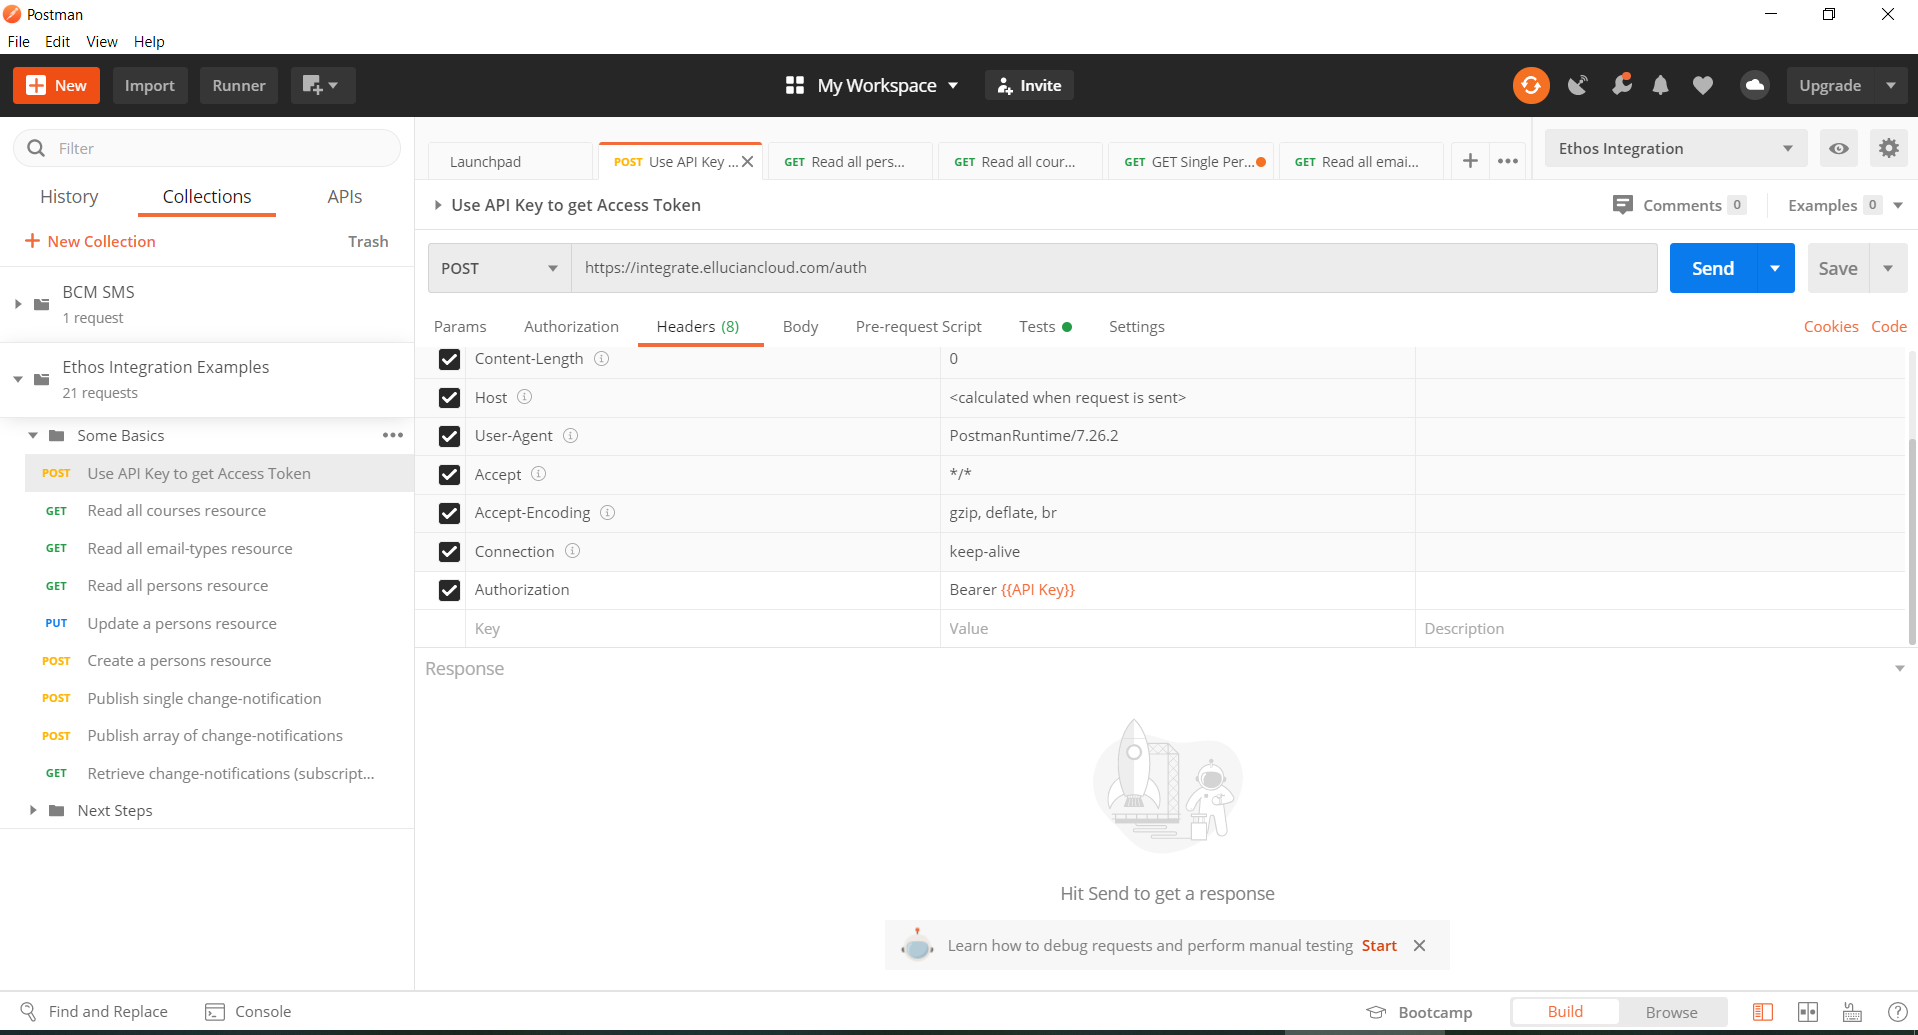 Postman
File Edit View Help
New Import Runner My Workspace Invite Upgrade
Filter
History Collections APIs
New Collection Trash
BCM SMS
1 request
Ethos Integration Examples
21 requests
Some Basics
POST Use API Key to get Access Token
GET Read all courses resource
GET Read all email-types resource
GET Read all persons resource
PUT Update a persons resource
POST Create a persons resource
POST Publish single change-notification
POST Publish array of change-notifications
GET Retrieve change-notifications (subscript...
Next Steps
Launchpad POST Use API Key ... GET Read all pers... GET Read all cour... GET GET Single Per... GET Read all emai... Ethos Integration
Use API Key to get Access Token Comments 0 Examples 0
POST https://integrate.elluciancloud.com/auth Send Save
Params Authorization Headers (8) Body Pre-request Script Tests Settings Cookies Code
Content-Length 0
Host <calculated when request is sent>
User-Agent PostmanRuntime/7.26.2
Accept */*
Accept-Encoding gzip, deflate, br
Connection keep-alive
Authorization Bearer {{API Key}}
Key Value Description
Response
Hit Send to get a response
Learn how to debug requests and perform manual testing Start
Find and Replace Console Bootcamp Build Browse